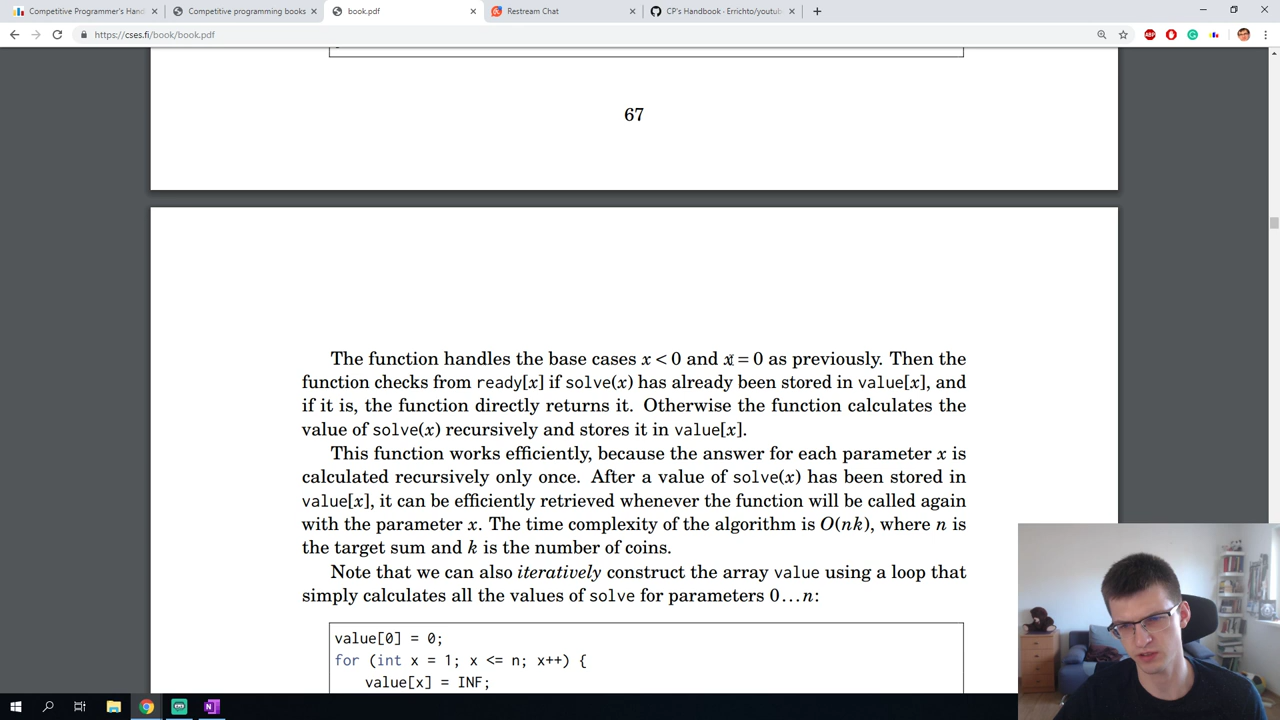 Competitive Programmer's Hand
Competitive programming books
book.pdf
Restream Chat
CP's Handbook · Errichto/youtub
https://cses.fi/book/book.pdf
67
The function handles the base cases x < 0 and x = 0 as previously. Then the
function checks from ready[x] if solve(x) has already been stored in value[x], and
if it is, the function directly returns it. Otherwise the function calculates the
value of solve(x) recursively and stores it in value[x].
This function works efficiently, because the answer for each parameter x is
calculated recursively only once. After a value of solve(x) has been stored in
value[x], it can be efficiently retrieved whenever the function will be called again
with the parameter x. The time complexity of the algorithm is O(nk), where n is
the target sum and k is the number of coins.
Note that we can also iteratively construct the array value using a loop that
simply calculates all the values of solve for parameters 0...n:
value[0] = 0;
for (int x = 1; x <= n; x++) {
value[x] = INF;